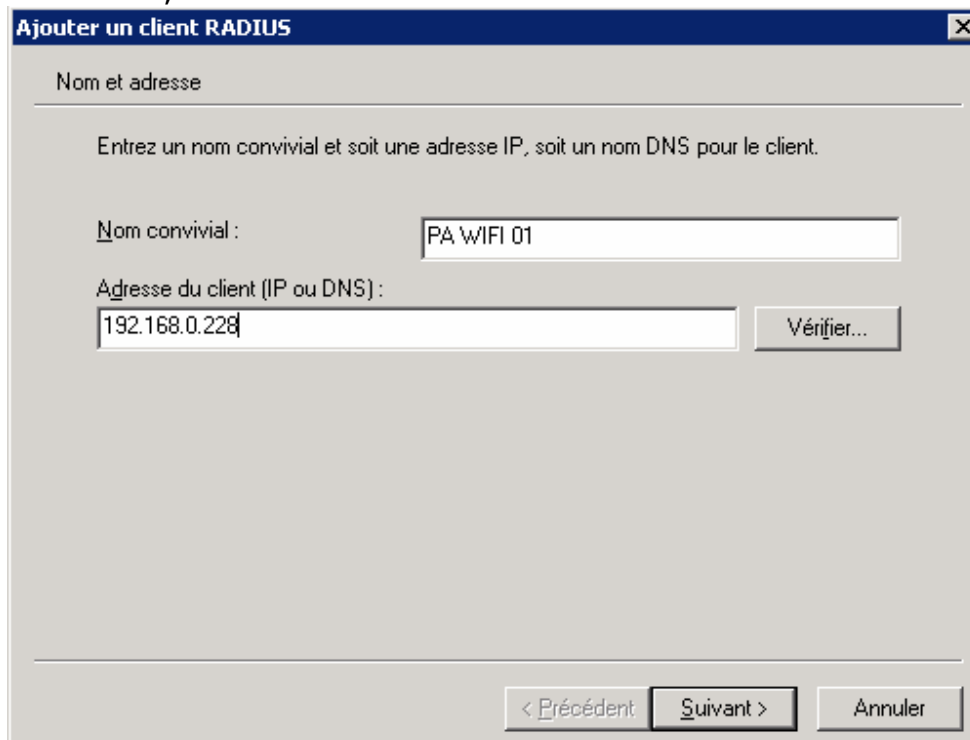 Ajouter un client RADIUS
Nom et adresse
Entrez un nom convivial et soit une adresse IP, soit un nom DNS pour le client.
Nom convivial :
PA WIFI 01
Adresse du client (IP ou DNS) :
192.168.0.228
Vérifier...
< Précédent
Suivant >
Annuler